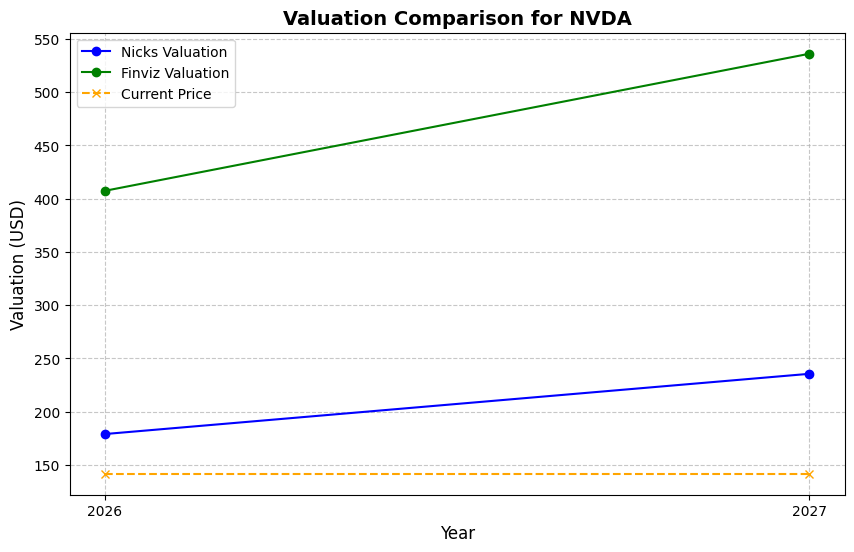 Valuation Comparison for NVDA
Nicks Valuation
Finviz Valuation
Current Price
Valuation (USD)
550
500
450
400
350
300
250
200
150
2026
2027
Year